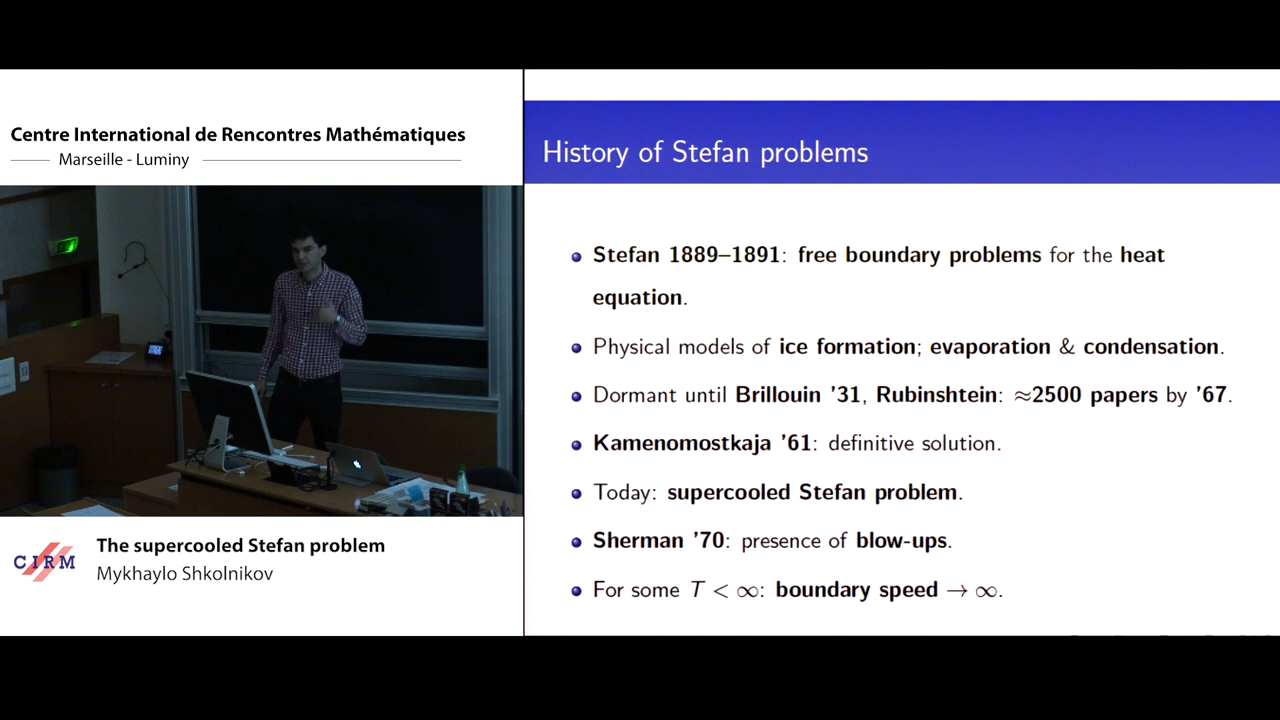 Centre International de Rencontres Mathématiques
Marseille - Luminy
History of Stefan problems
Stefan 1889–1891: free boundary problems for the heat
equation.
Physical models of ice formation; evaporation & condensation.
Dormant until Brillouin ’31, Rubinshtein: ≈2500 papers by ’67.
Kamenomostkaja ’61: definitive solution.
Today: supercooled Stefan problem.
Sherman ’70: presence of blow-ups.
For some T < ∞: boundary speed → ∞.
CIRM
The supercooled Stefan problem
Mykhaylo Shkolnikov